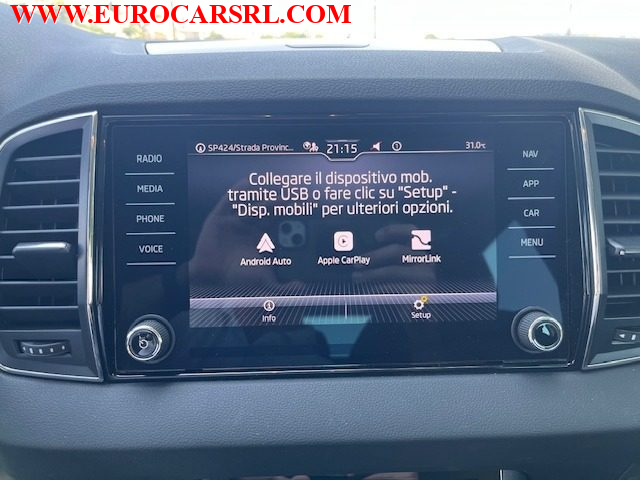 WWW.EUROCARSRL.COM
SP424/Strada Provinc... 21:15 31.0°C
RADIO
MEDIA
PHONE
VOICE
Collegare il dispositivo mob.
tramite USB o fare clic su "Setup" -
"Disp. mobili" per ulteriori opzioni.
Android Auto Apple CarPlay MirrorLink
Info Setup
NAV
APP
CAR
MENU